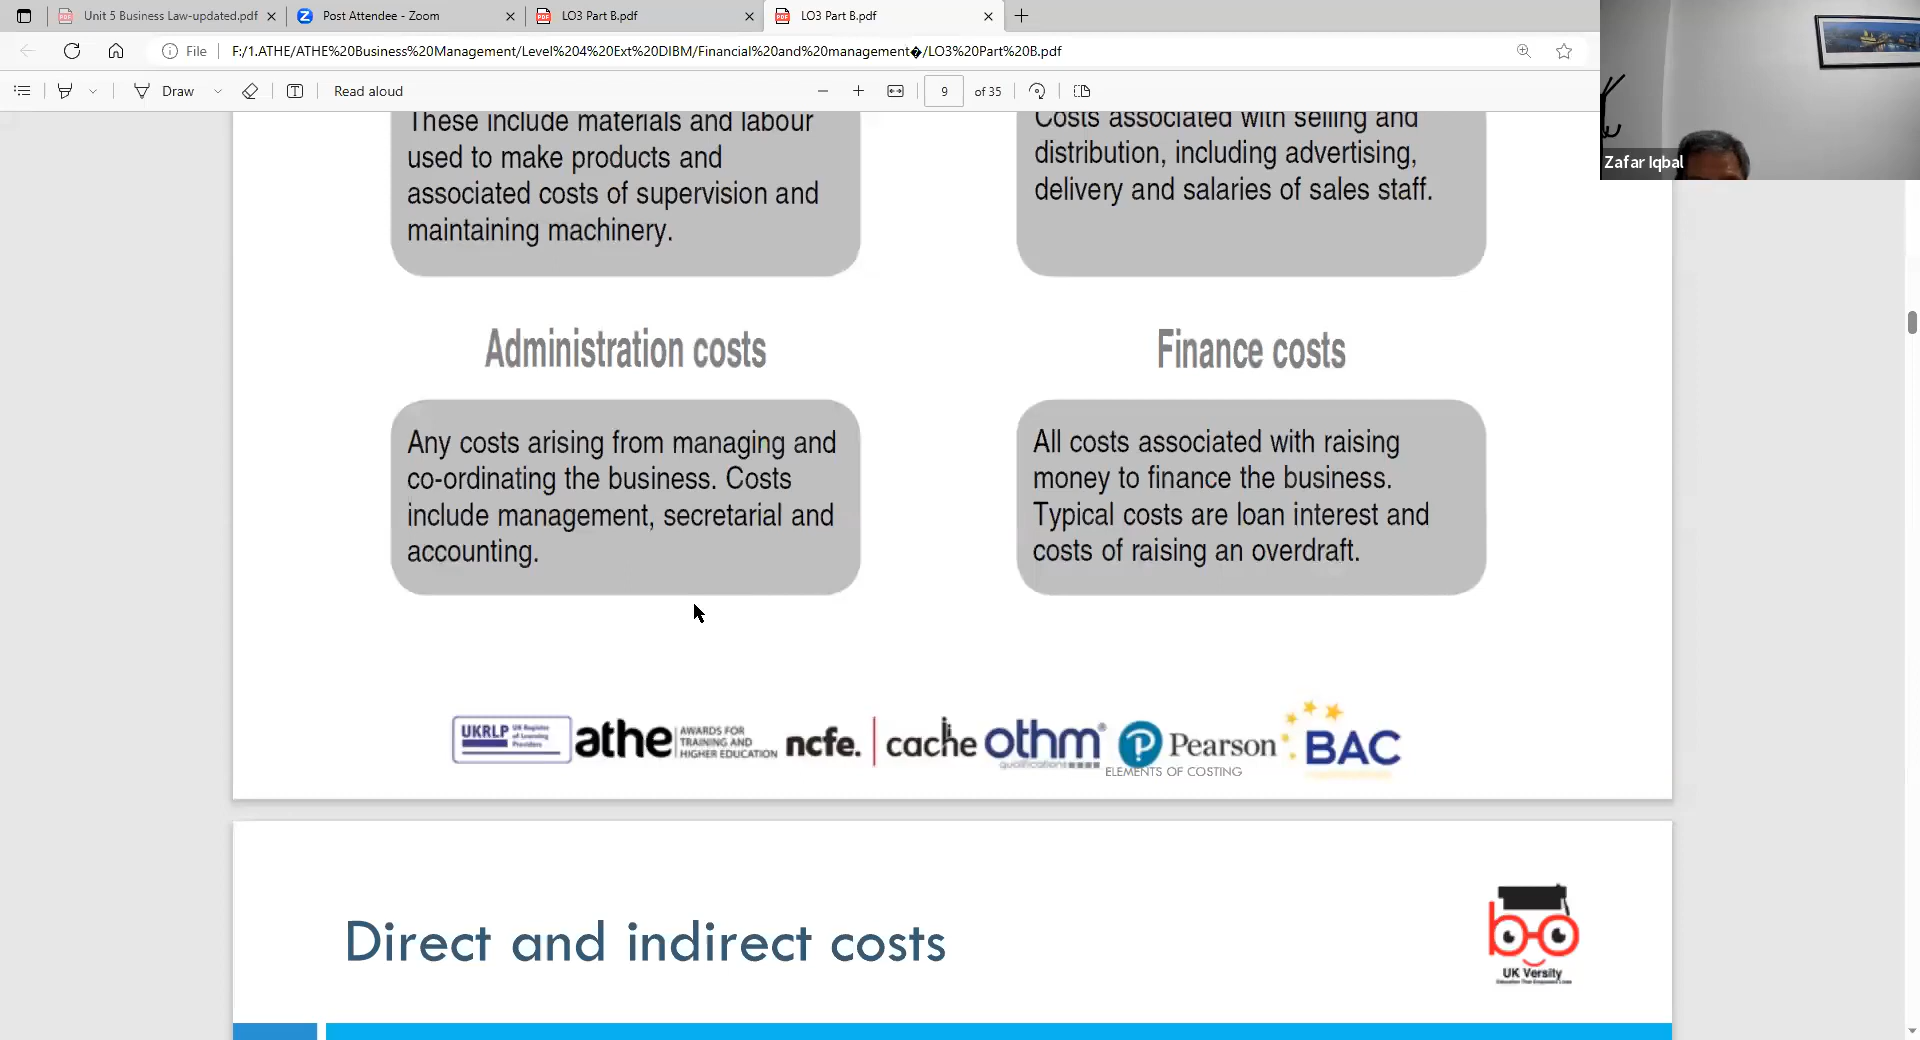 Unit 5 Business Law-updated.pdf
Post Attendee - Zoom
LO3 Part B.pdf
LO3 Part B.pdf
File
F:/1.ATHE/ATHE%20Business%20Management/Level%204%20Ext%20DIBM/Financial%20and%20management�/LO3%20Part%20B.pdf
Draw
Read aloud
9 of 35
Zafar Iqbal
These include materials and labour
used to make products and
associated costs of supervision and
maintaining machinery.
Costs associated with selling and
distribution, including advertising,
delivery and salaries of sales staff.
Administration costs
Any costs arising from managing and
co-ordinating the business. Costs
include management, secretarial and
accounting.
Finance costs
All costs associated with raising
money to finance the business.
Typical costs are loan interest and
costs of raising an overdraft.
UKRLP UK Register
of Learning
Providers
athe AWARDS FOR
TRAINING AND
HIGHER EDUCATION
ncfe.
cache
othm®
qualifications
Pearson
BAC
ELEMENTS OF COSTING
Direct and indirect costs
UK Versity